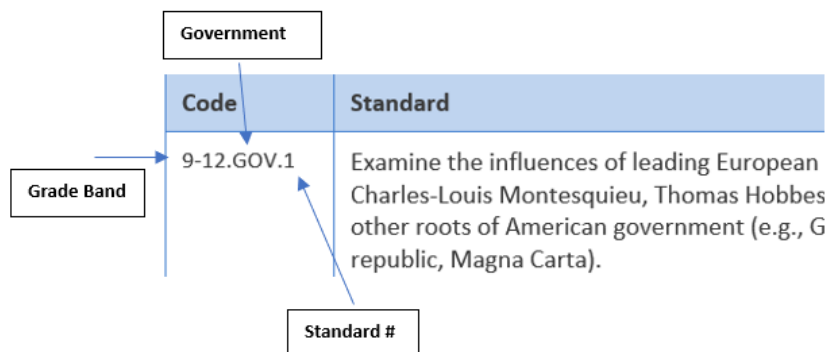 Government
Code Standard
9-12.GOV.1 Examine the influences of leading European
Grade Band
Charles-Louis Montesquieu, Thomas Hobbes
other roots of American government (e.g., G
republic, Magna Carta).
Standard #